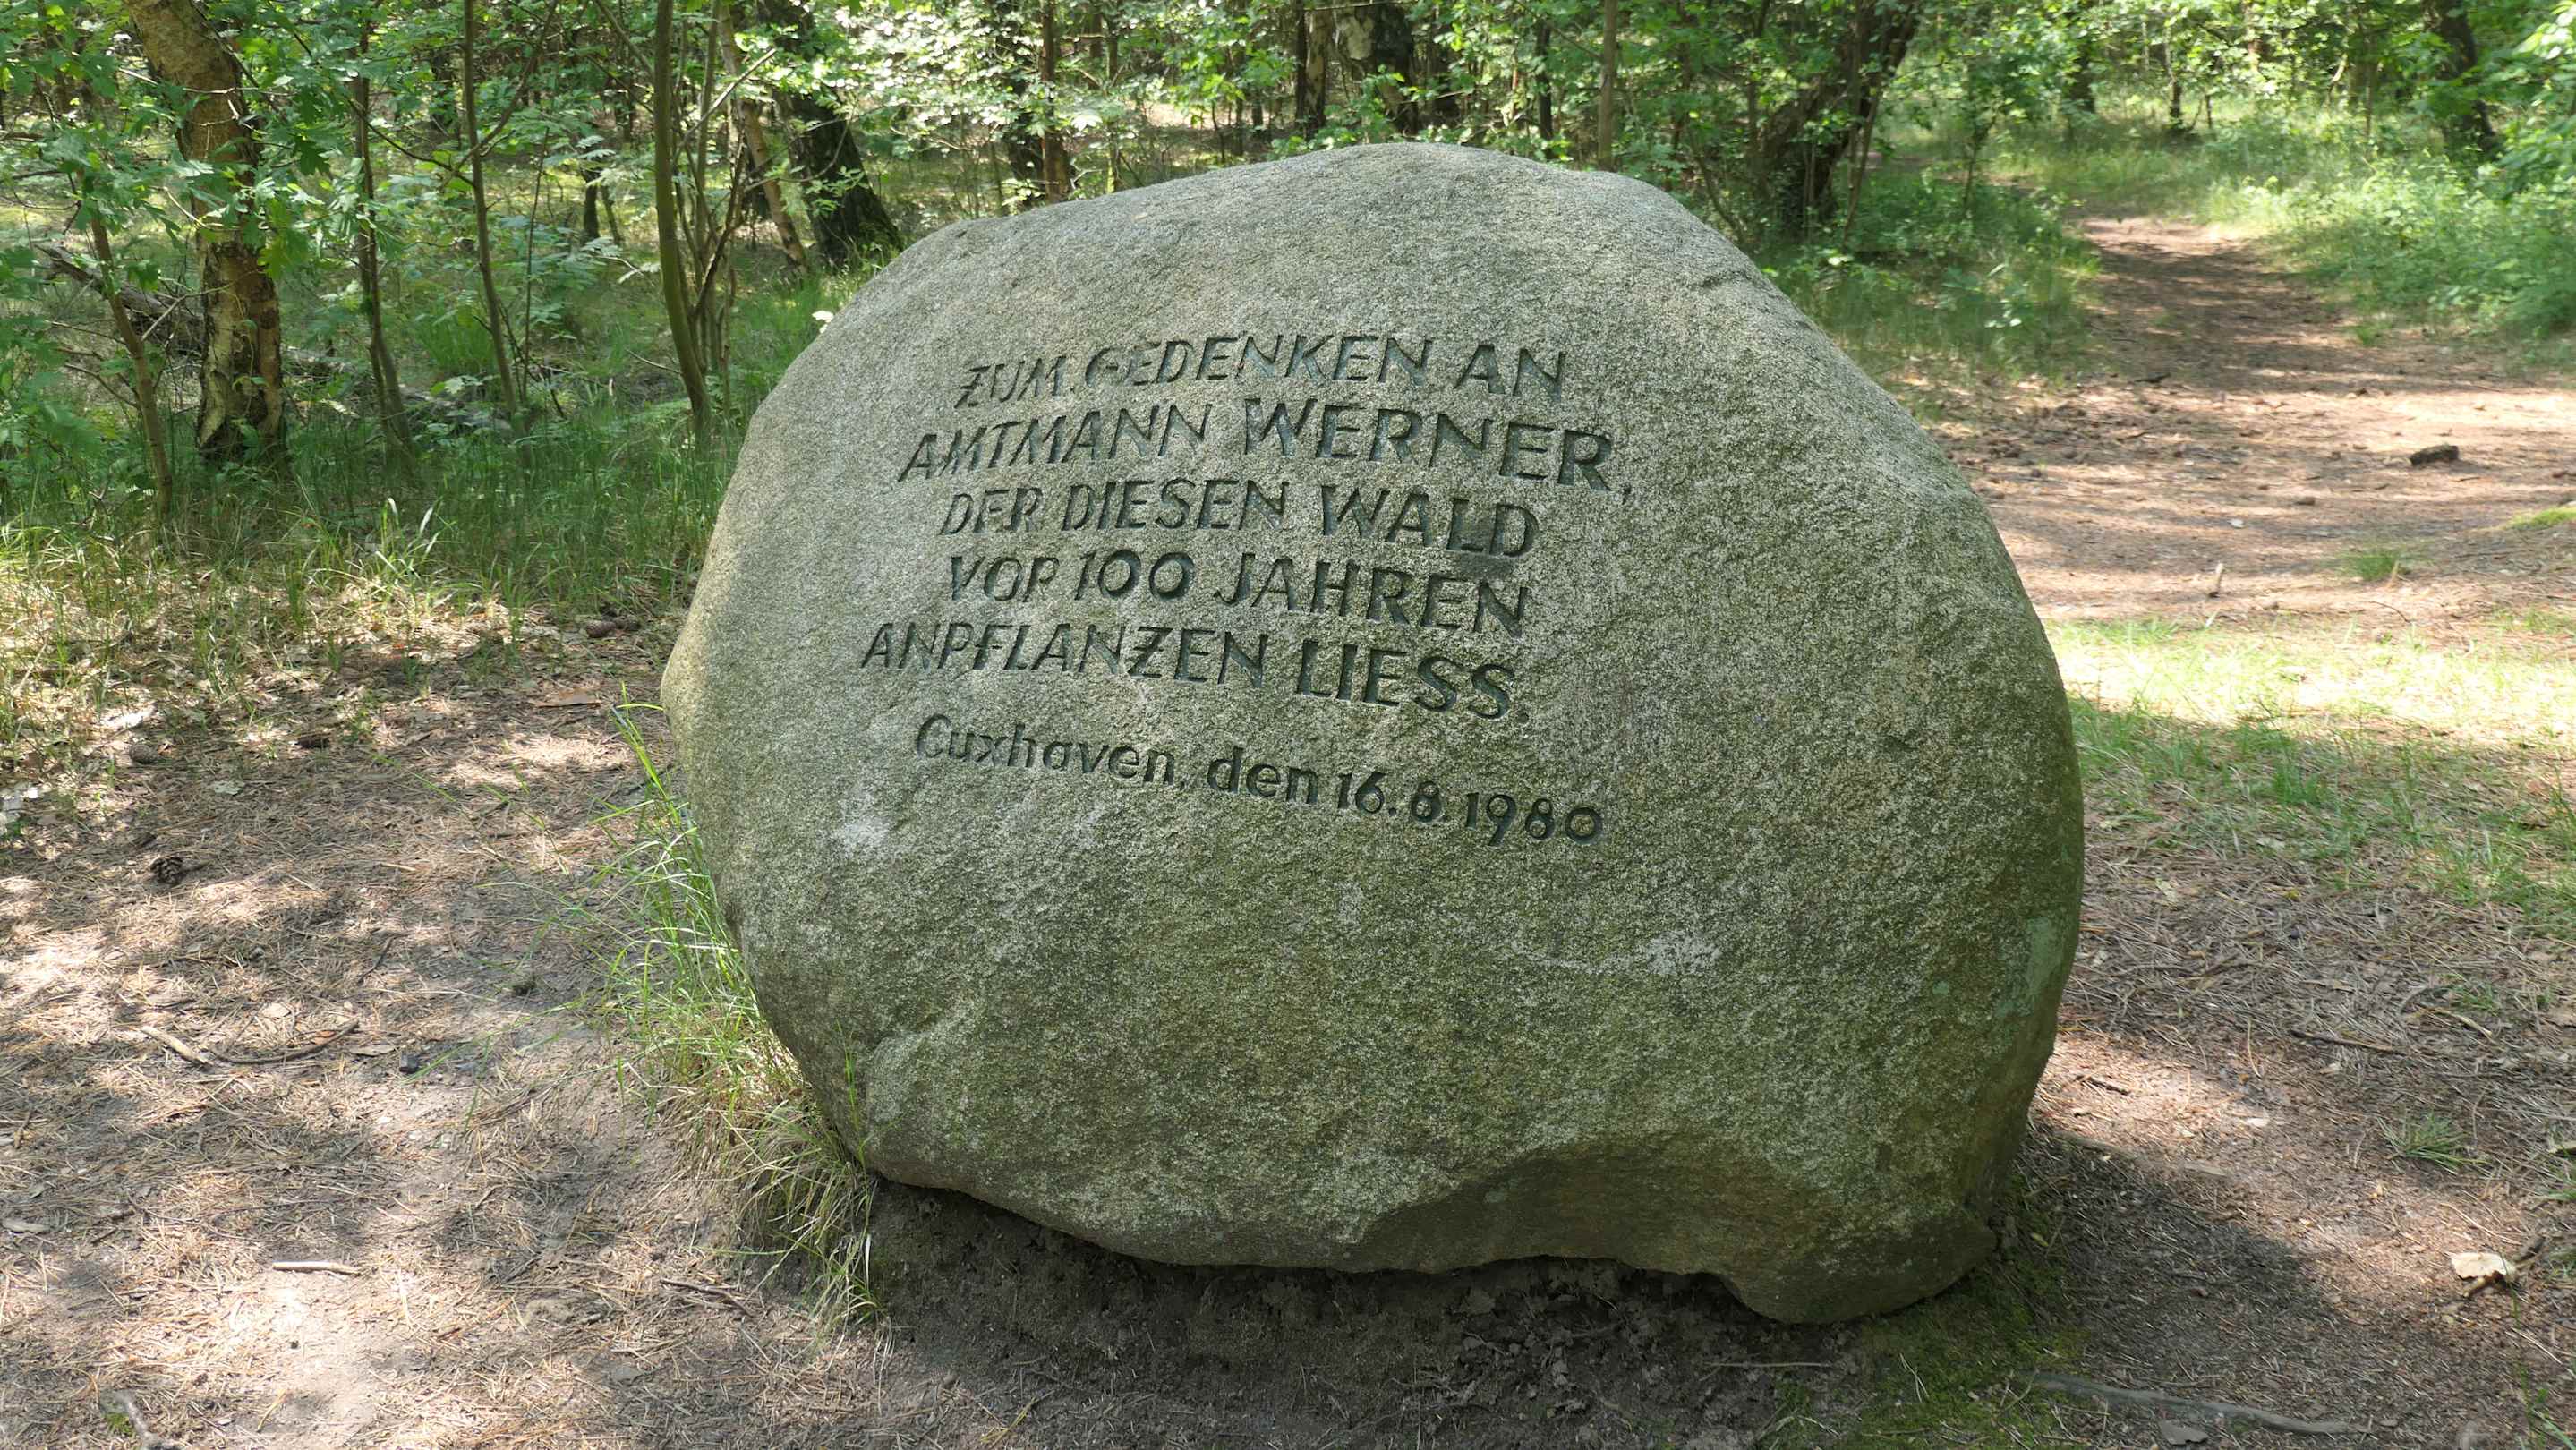 ZUM GEDENKEN AN
AMTMANN WERNER,
DER DIESEN WALD
VOR 100 JAHREN
ANPFLANZEN LIESS.
Cuxhaven, den 16.8.1980